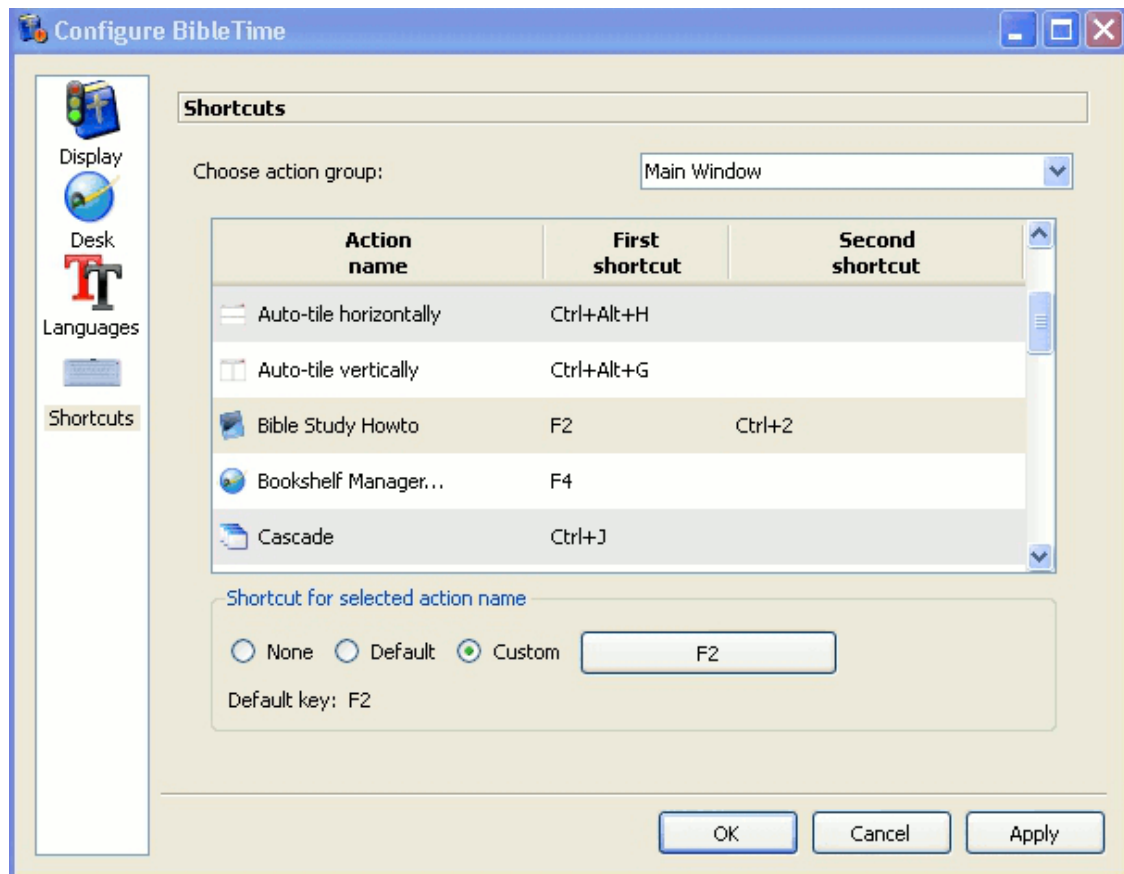 Configure BibleTime
Display
Desk
Languages
Shortcuts
Shortcuts
Choose action group: Main Window
Action name First shortcut Second shortcut
Auto-tile horizontally Ctrl+Alt+H
Auto-tile vertically Ctrl+Alt+G
Bible Study Howto F2 Ctrl+2
Bookshelf Manager... F4
Cascade Ctrl+J
Shortcut for selected action name
None Default Custom F2
Default key: F2
OK Cancel Apply